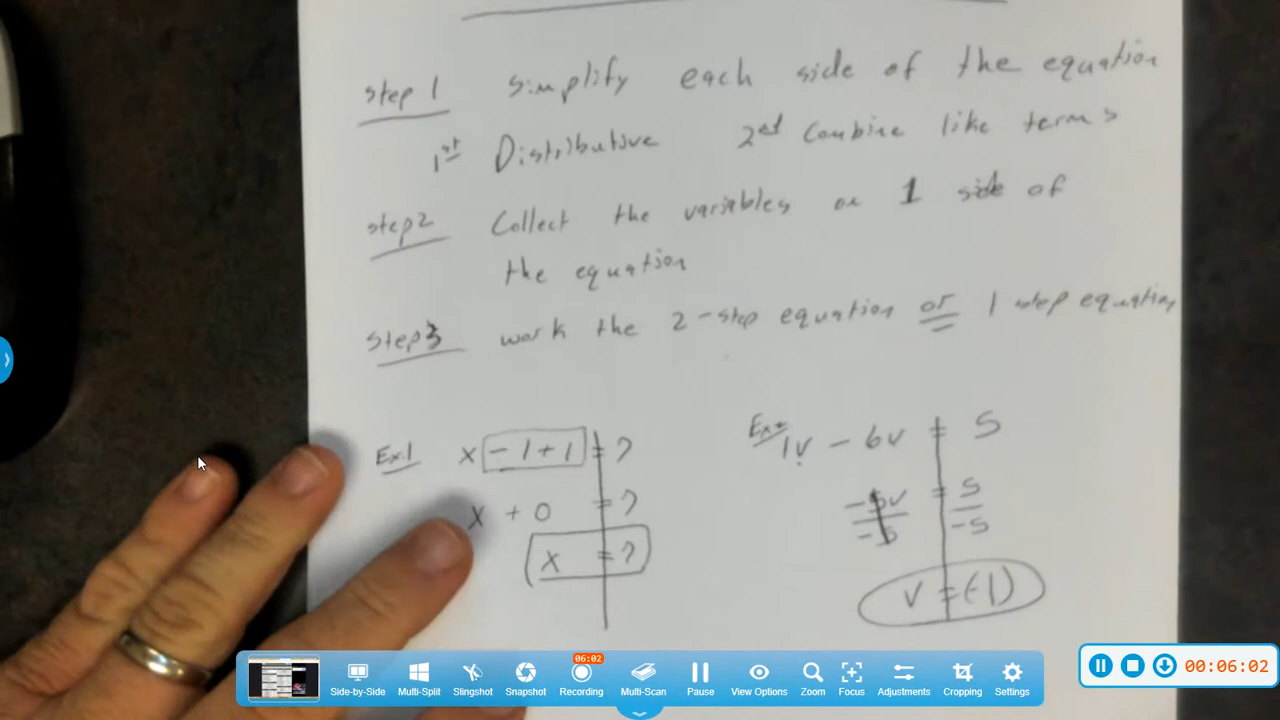 step 1 Simplify each side of the equation
1st Distributive 2nd Combine like terms
step 2 Collect the variables on 1 side of
the equation
step 3 work the 2-step equation or 1 step equation
Ex.1 x - 1 + 1 = ?
x + 0 = ?
x = ?
1v - 6v = 5
-5v = 5
-5 -5
v = (-1)
06:02
Side-by-Side Multi-Split Slingshot Snapshot Recording Multi-Scan Pause View Options Zoom Focus Adjustments Cropping Settings
00:06:02